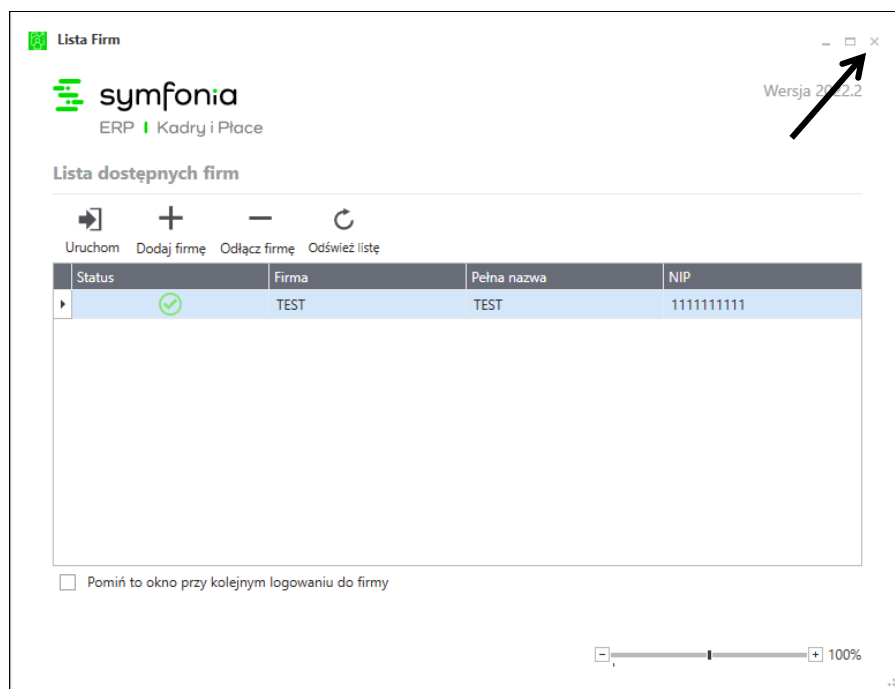 Lista Firm
symfonia
ERP I Kadry i Płace
Wersja 2022.2
Lista dostępnych firm
Uruchom Dodaj firmę Odłącz firmę Odśwież listę
Status Firma Pełna nazwa NIP
TEST TEST 1111111111
Pomiń to okno przy kolejnym logowaniu do firmy
100%